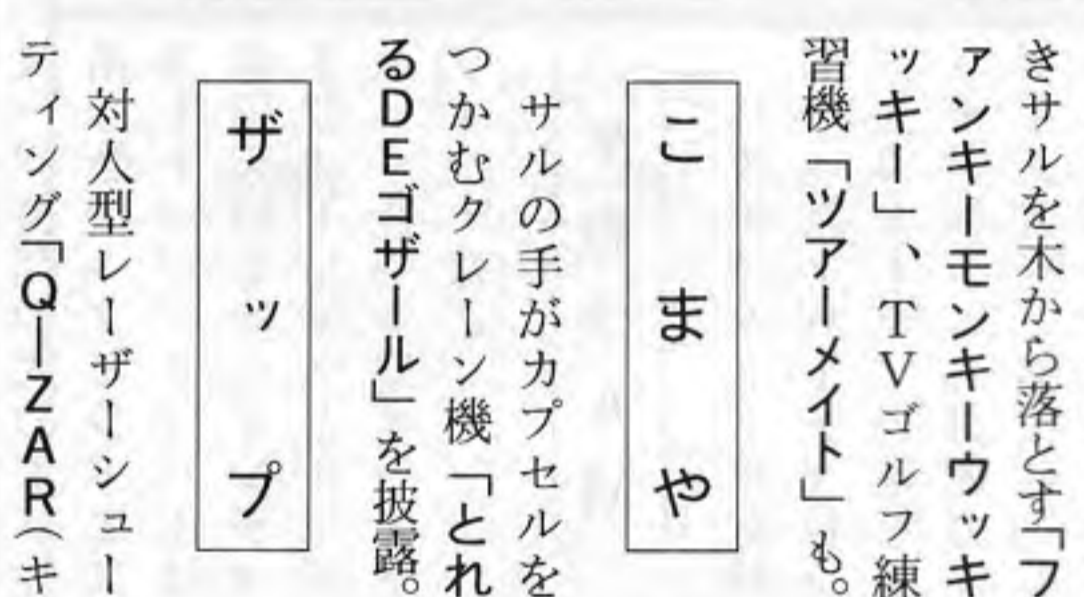 きサルを木から落とす「フ
ァンキーモンキーウッキ
ッキー」、TVゴルフ練
習機「ツアーメイト」も。
こまや
サルの手がカプセルを
つかむクレーン機「とれ
るDEゴザール」を披露。
ザップ
対人型レーザーシュー
ティング「Q―ZAR(キ